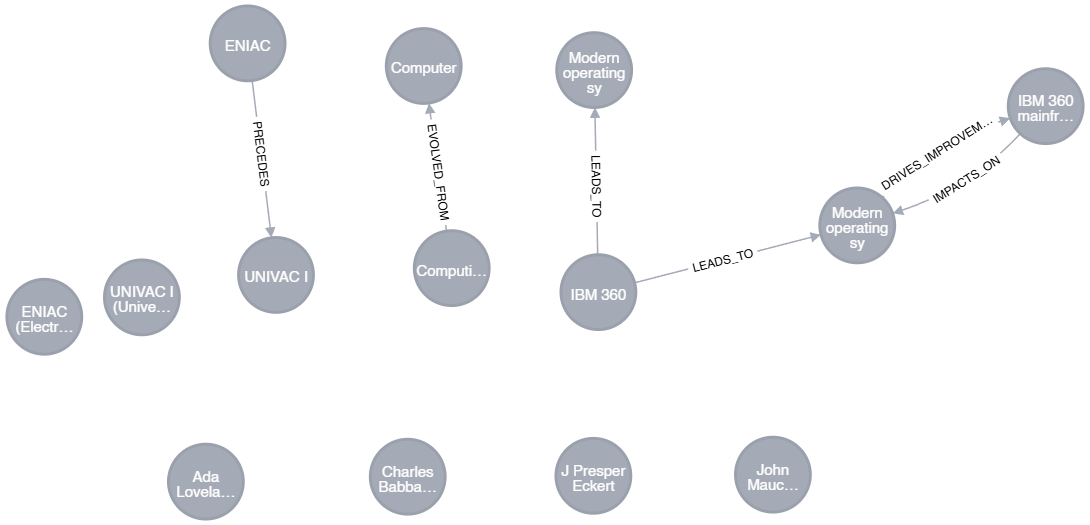 ENIAC
Computer
Modern
operating
sy
IBM 360
mainfr...
PRECEDES
EVOLVED_FROM
LEADS_TO
DRIVES_IMPROVEM...
IMPACTS_ON
Modern
operating
sy
LEADS_TO
UNIVAC I
Computi...
IBM 360
UNIVAC I
(Unive...
ENIAC
(Electr...
Ada
Lovela...
Charles
Babba...
J Presper
Eckert
John
Mauc...